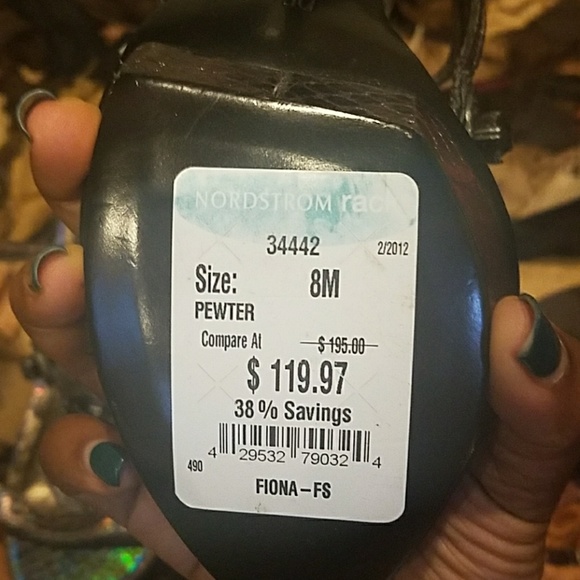 NORDSTROM rack
34442
2/2012
Size: 8M
PEWTER
Compare At $195.00
$119.97
38% Savings
4 29532 79032 4
490
FIONA-FS